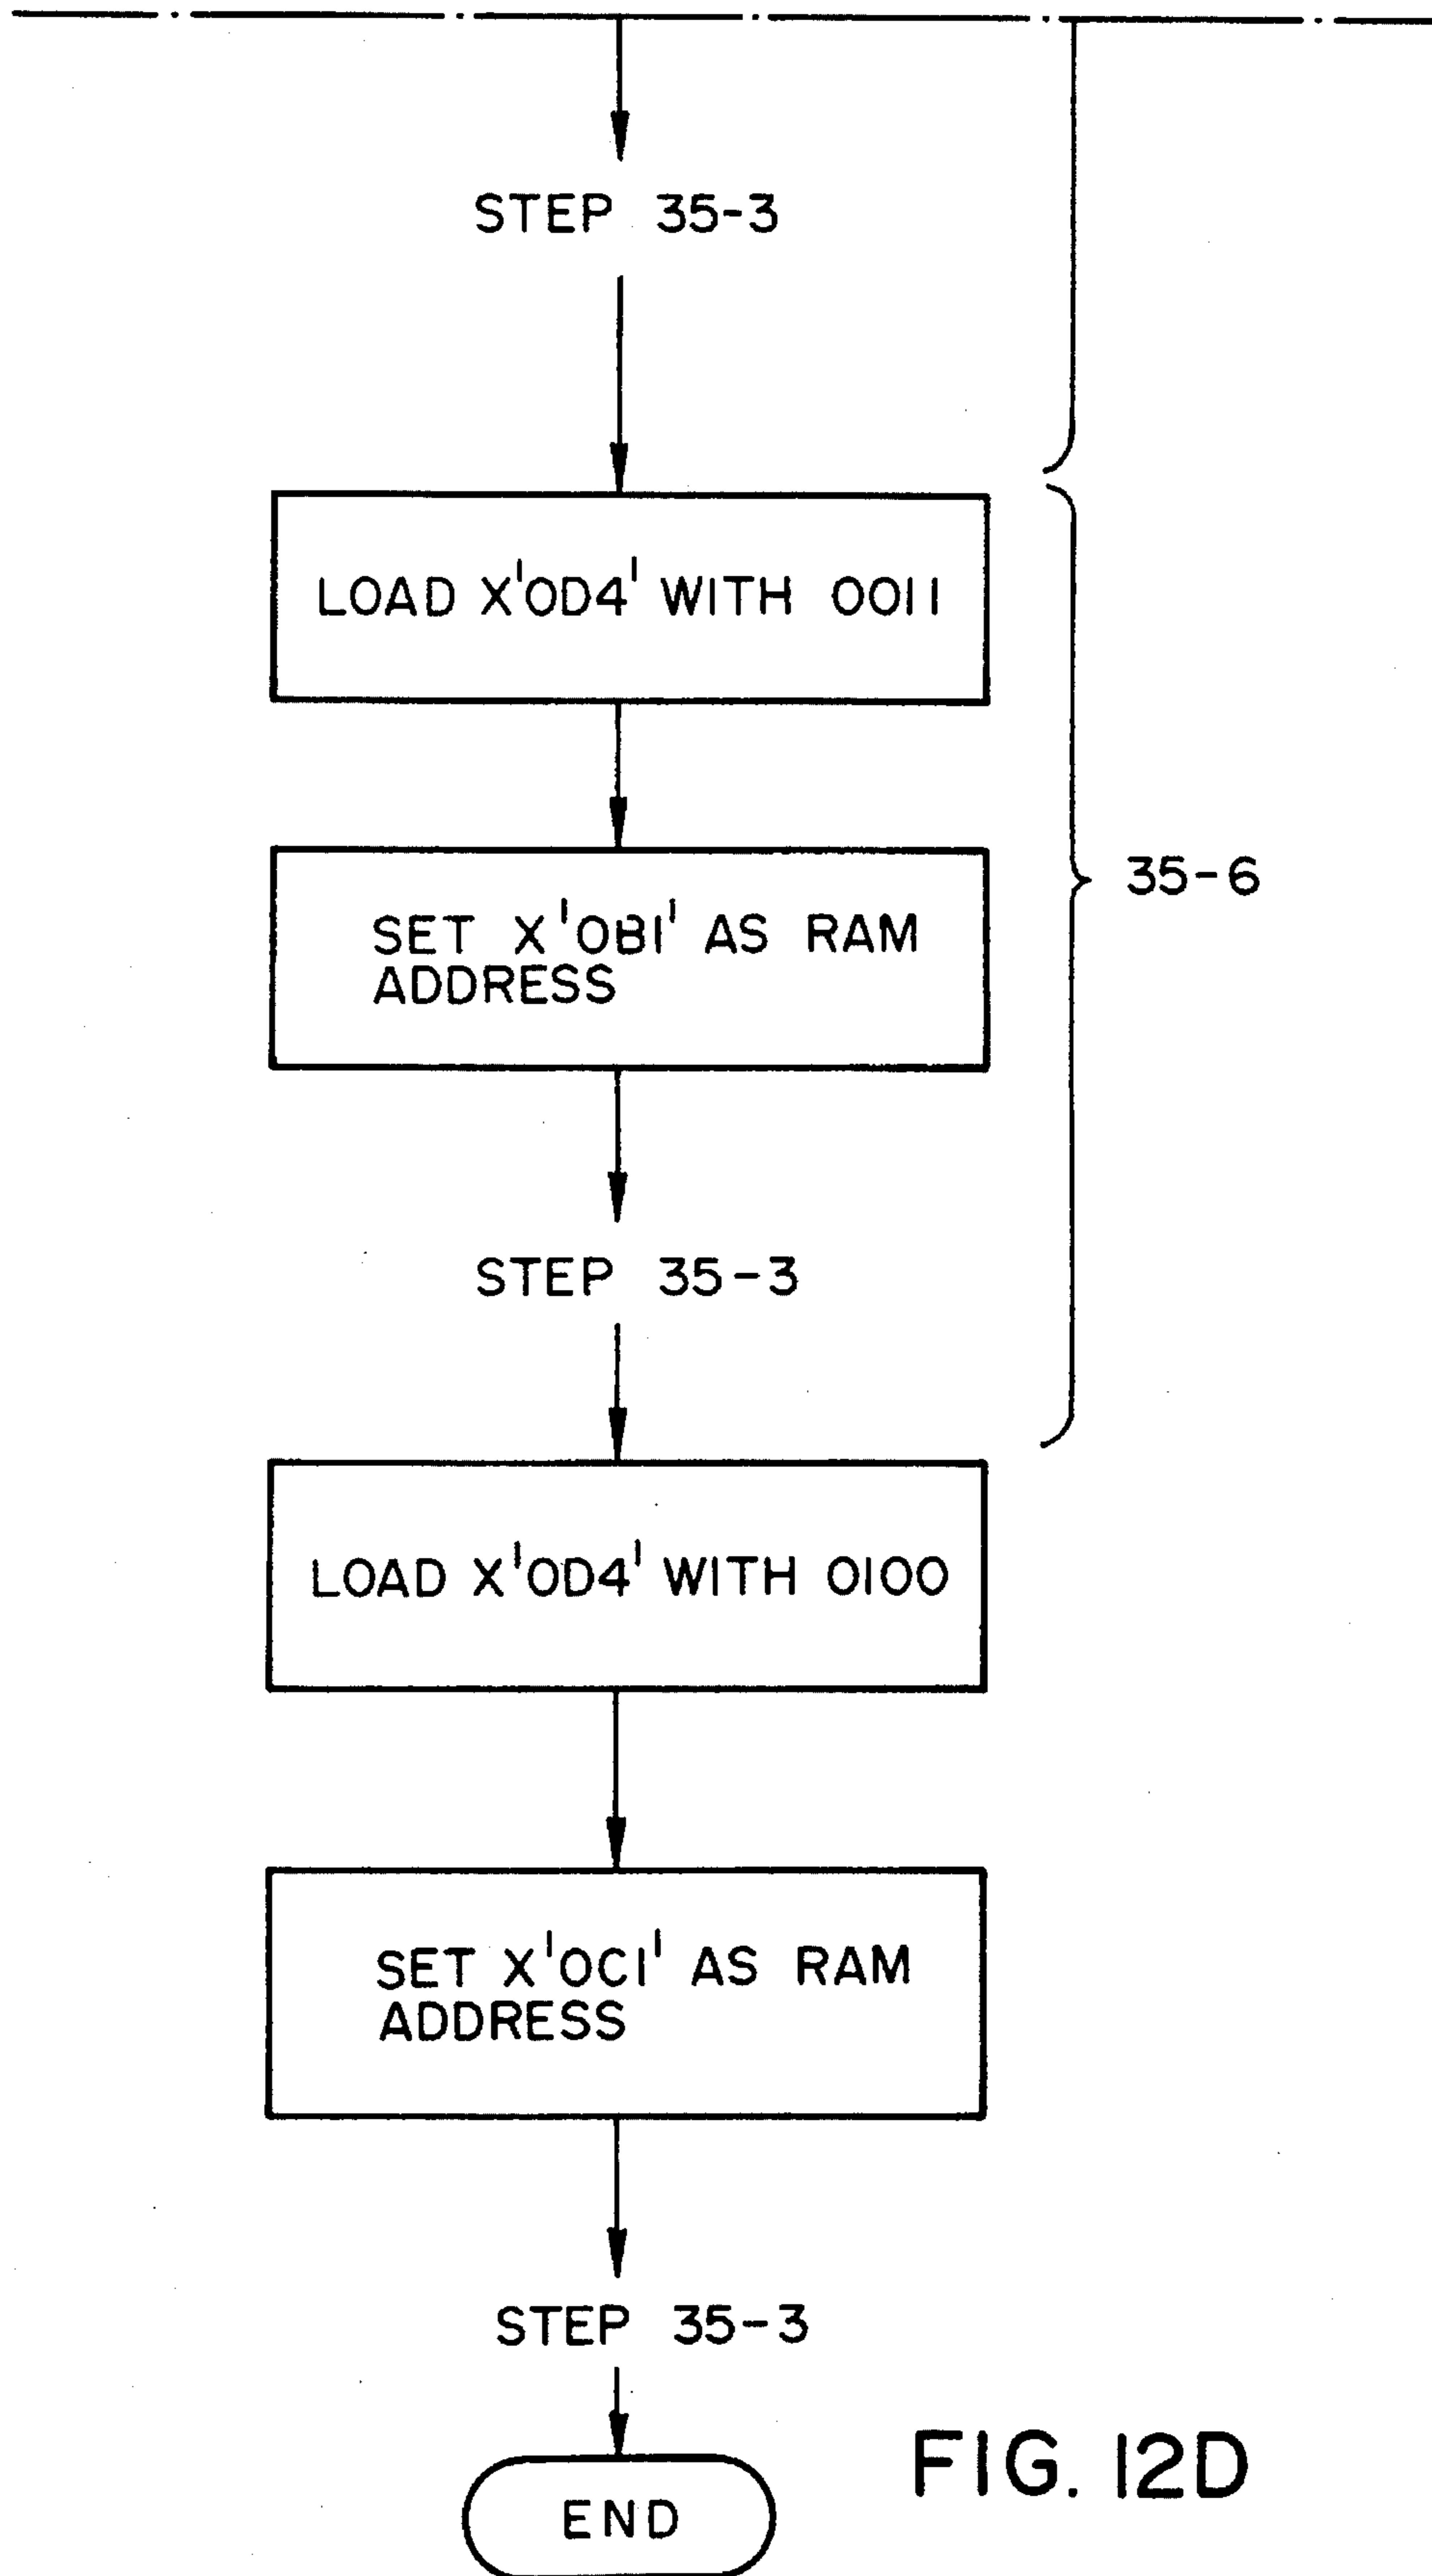 STEP 35-3
LOAD X'0D4' WITH 0011
SET X'0B1' AS RAM
ADDRESS
35-6
STEP 35-3
LOAD X'0D4' WITH 0100
SET X'0C1' AS RAM
ADDRESS
STEP 35-3
END
FIG. 12D